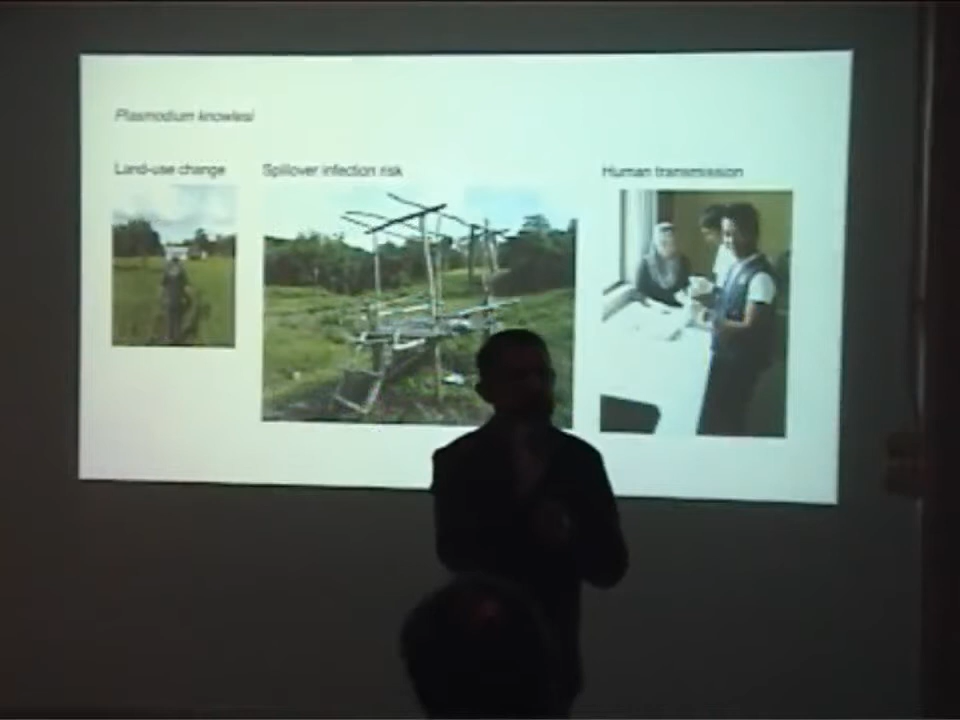 Plasmodium knowlesi
Land-use change
Spillover infection risk
Human transmission